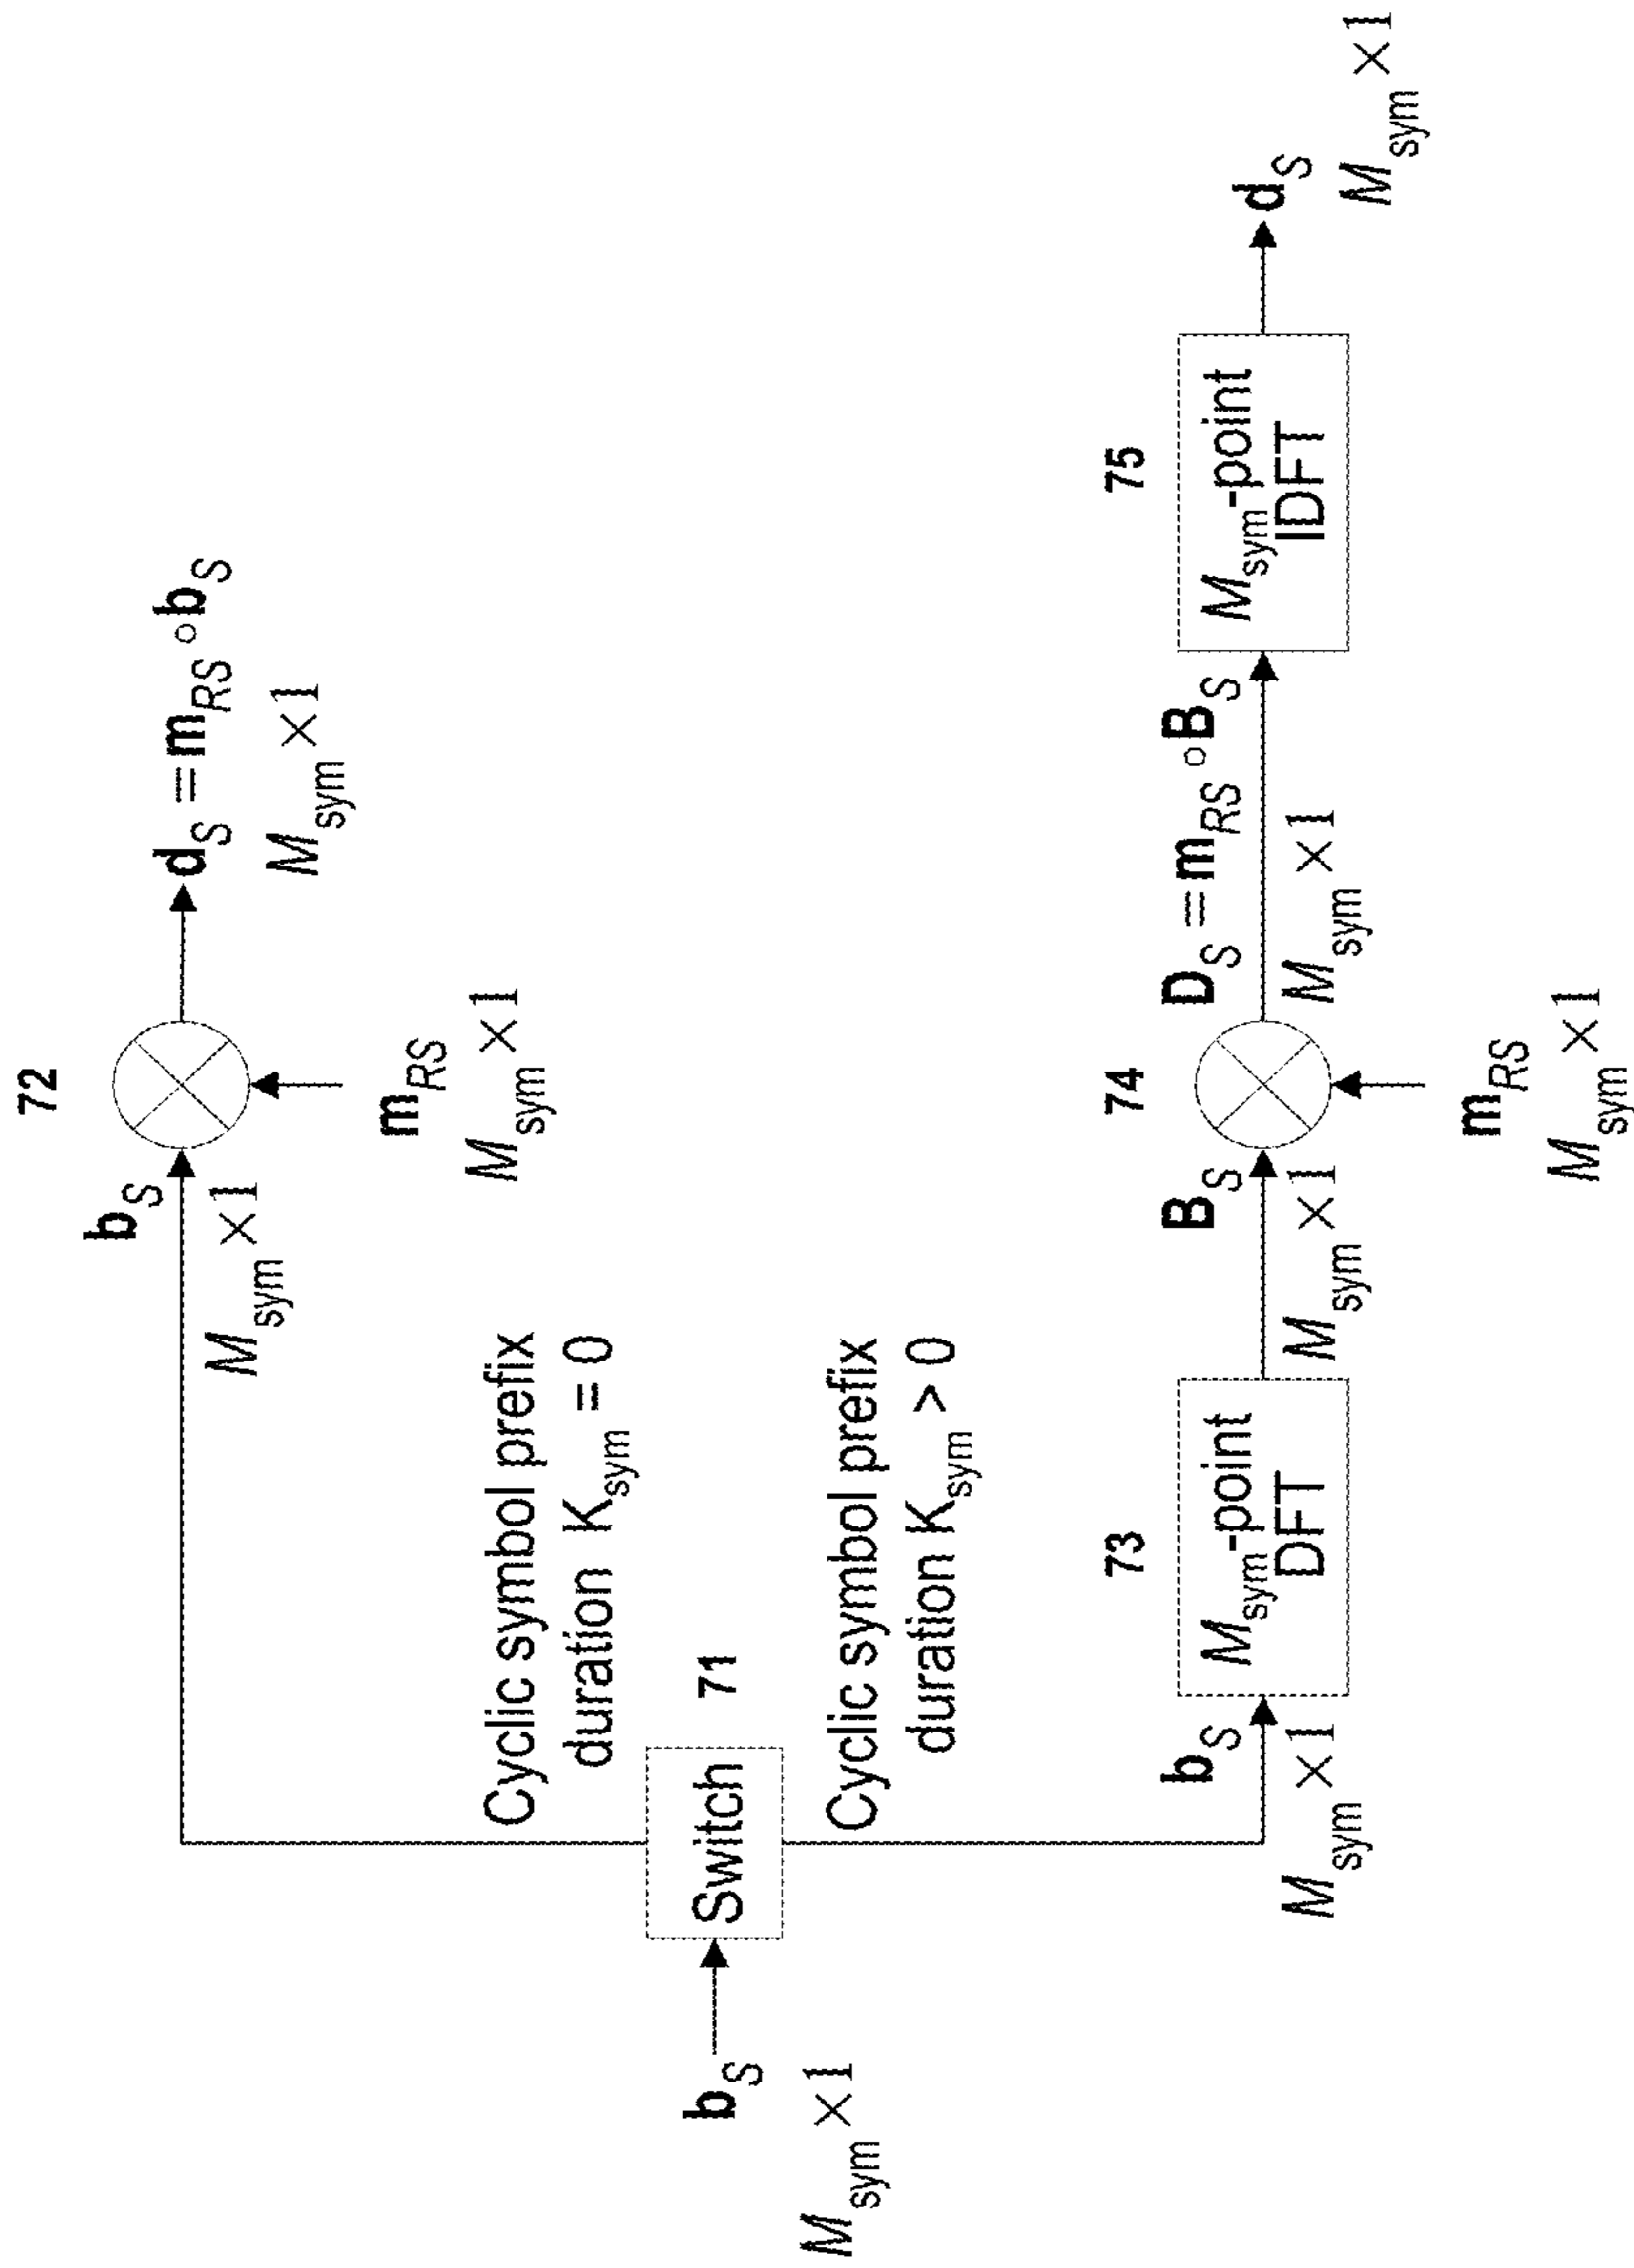 72
b_S
M_sym ×1
d_S = m_RS ∘ b_S
M_sym ×1
m_RS
M_sym ×1
Cyclic symbol prefix
duration K_sym = 0
b_S
M_sym ×1
Switch
71
Cyclic symbol prefix
duration K_sym > 0
b_S
M_sym ×1
73
M_sym-point
DFT
B_S
M_sym ×1
74
m_RS
M_sym ×1
D_S = m_RS ∘ B_S
M_sym ×1
75
M_sym-point
IDFT
d_S
M_sym ×1